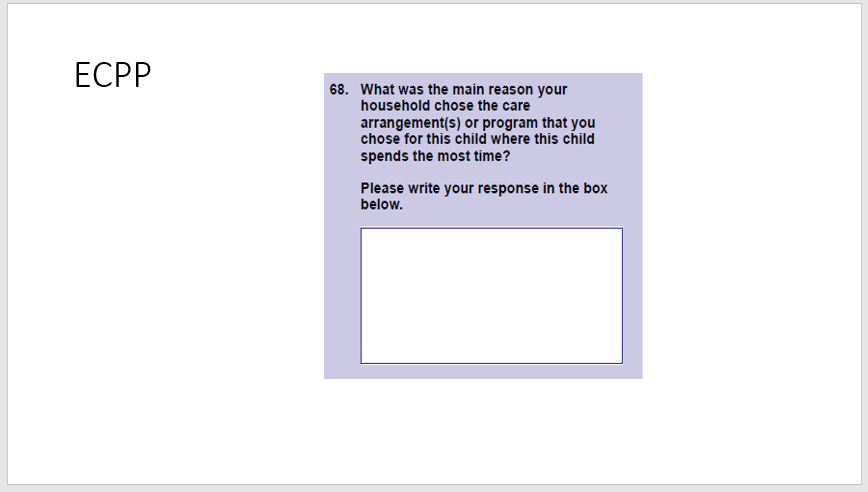 ECPP
68. What was the main reason your
household chose the care
arrangement(s) or program that you
chose for this child where this child
spends the most time?
Please write your response in the box
below.